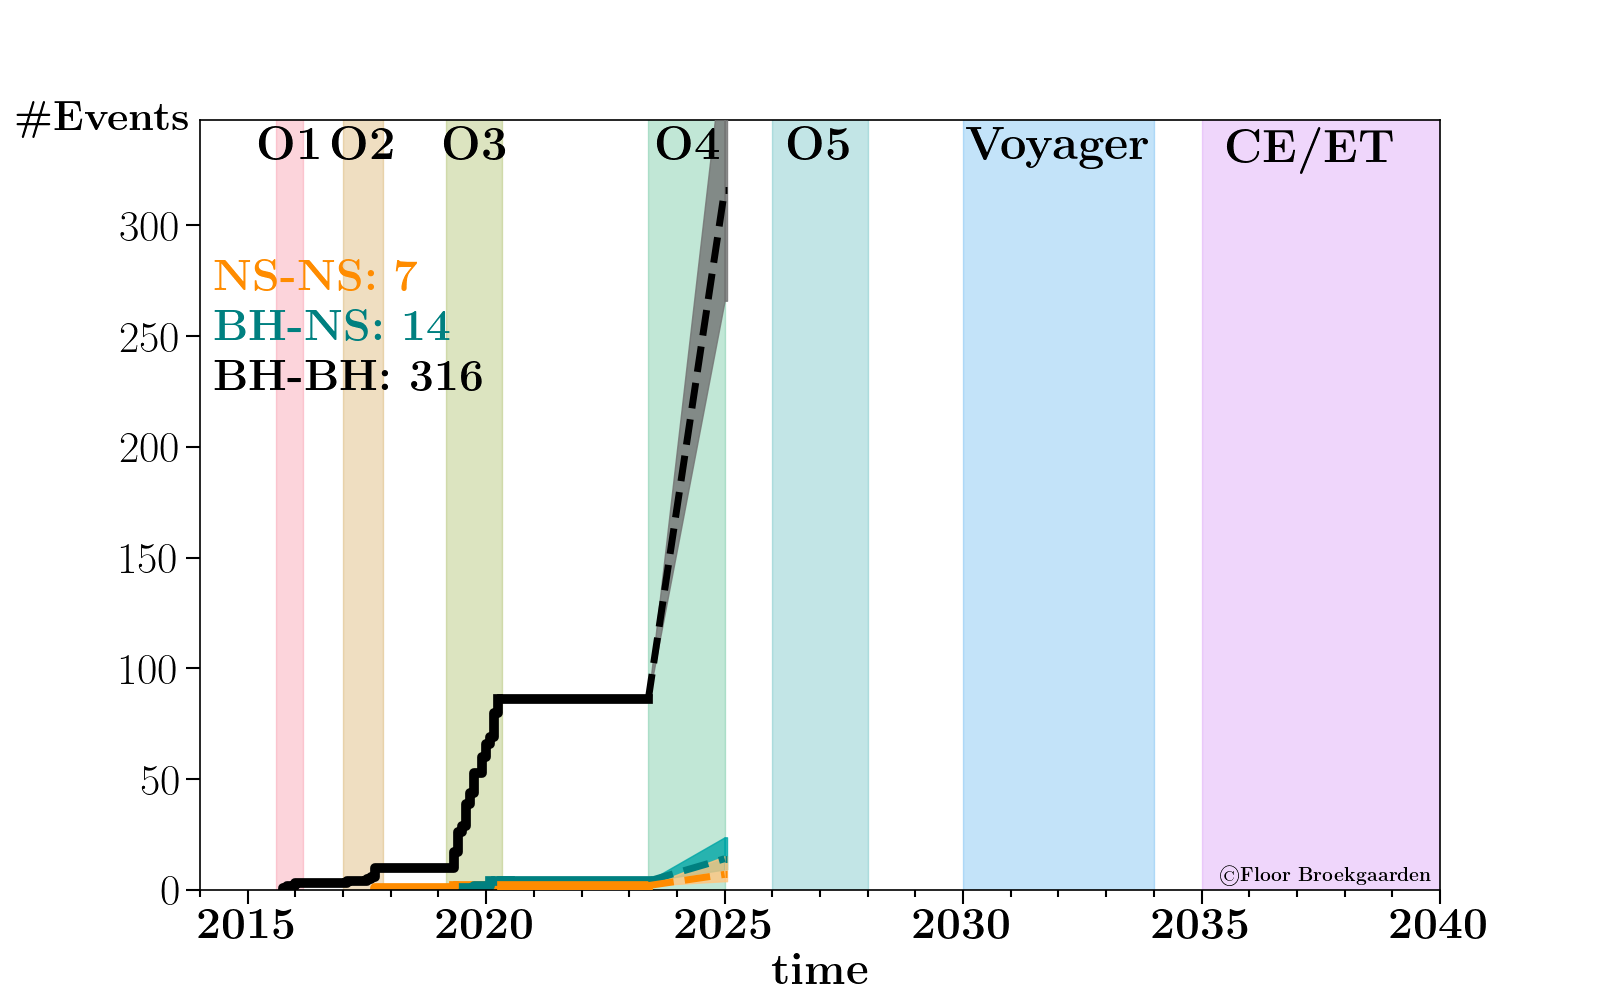 #Events
O1 O2 O3 O4 O5 Voyager CE/ET
300
NS-NS: 7
BH-NS: 14
250
BH-BH: 316
200
150
100
50
©Floor Broekgaarden
0
2015 2020 2025 2030 2035 2040
time